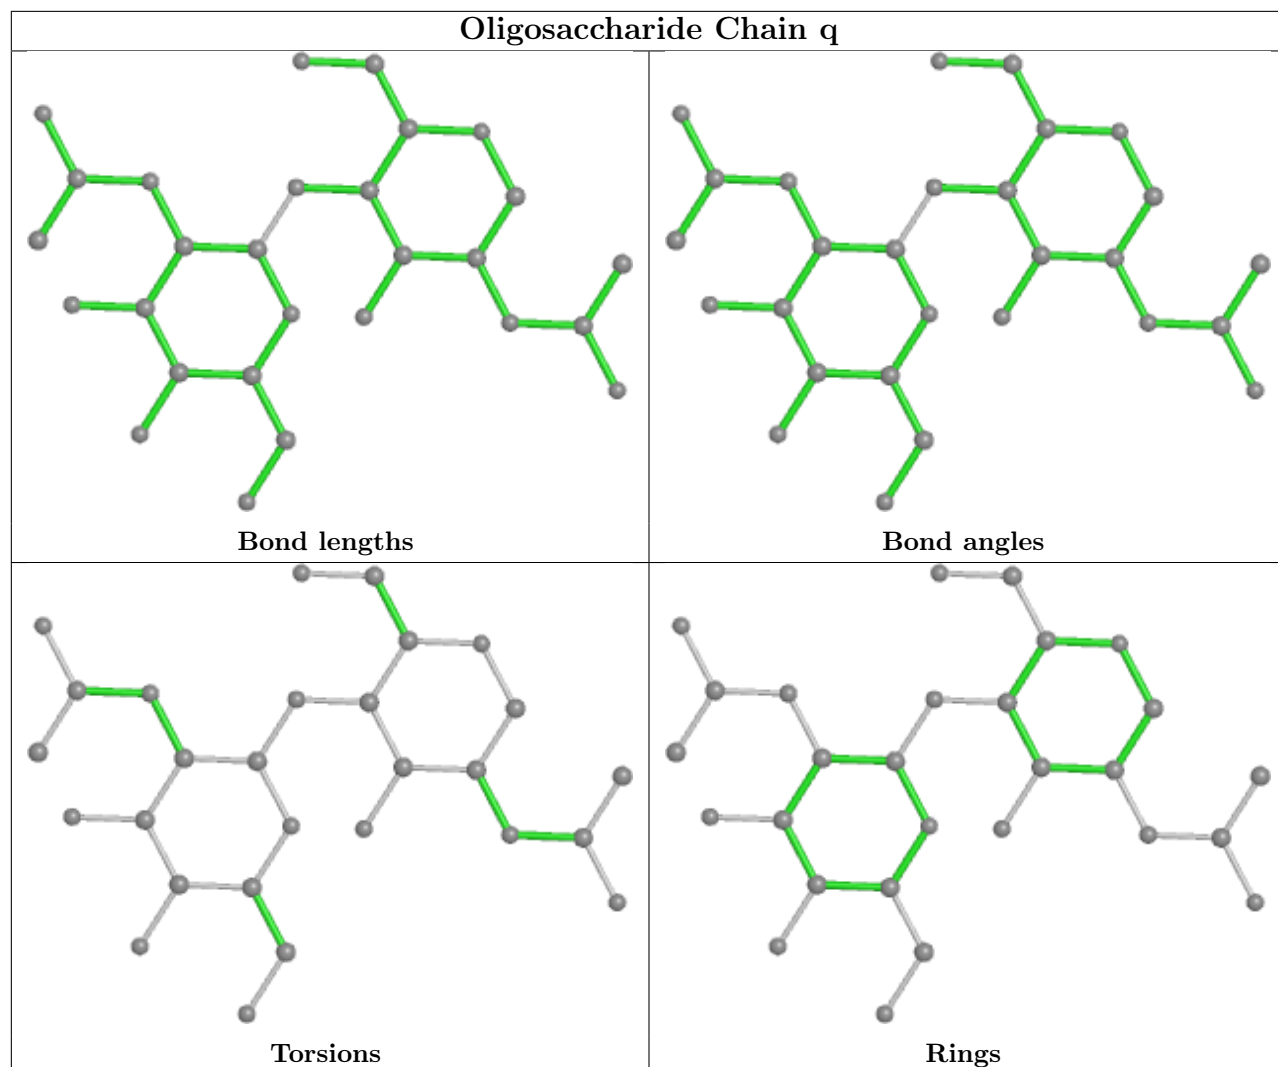 Oligosaccharide Chain q
Bond lengths
Bond angles
Torsions
Rings